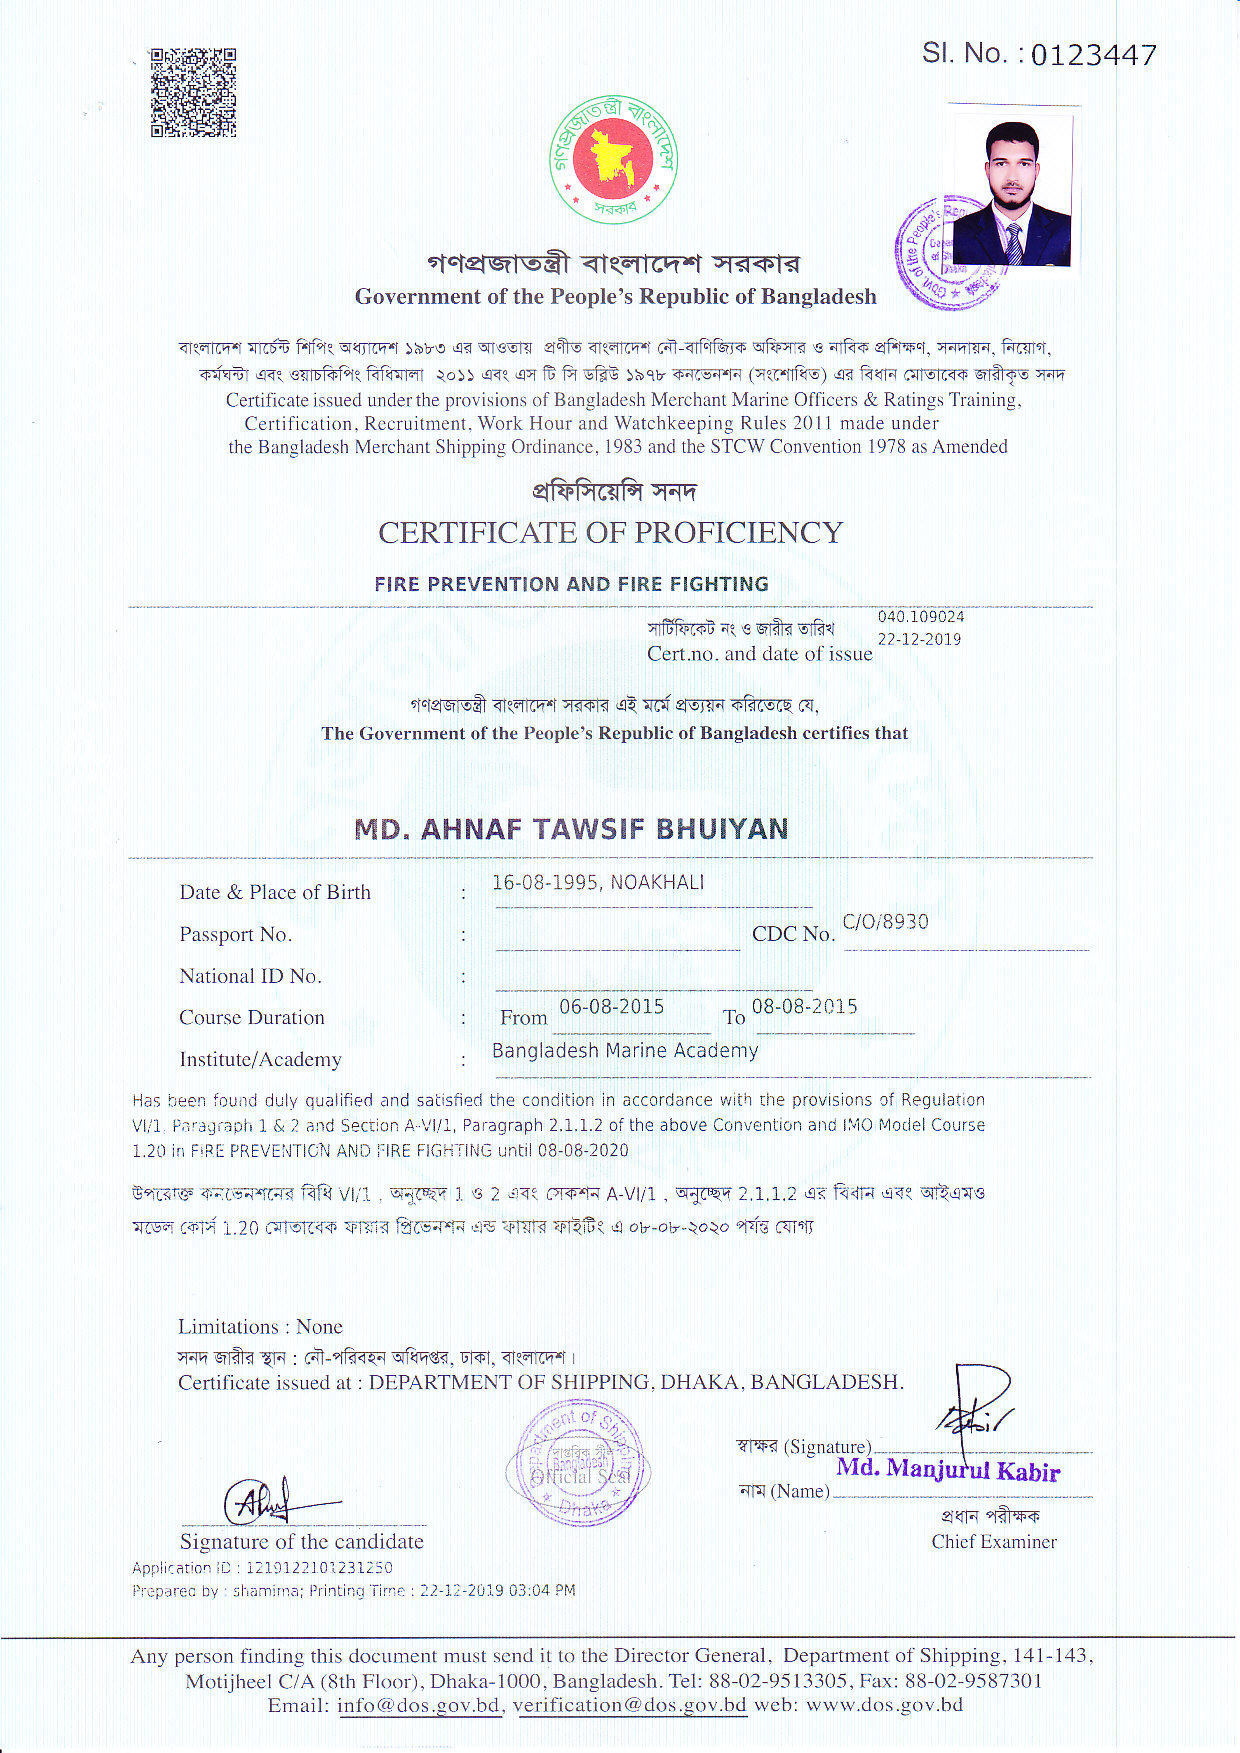 Sl. No. : 0123447
গণপ্রজাতন্ত্রী বাংলাদেশ
সরকার
গণপ্রজাতন্ত্রী বাংলাদেশ সরকার
Government of the People's Republic of Bangladesh
বাংলাদেশ মার্চেন্ট শিপিং অধ্যাদেশ ১৯৮৩ এর আওতায় প্রণীত বাংলাদেশ নৌ-বাণিজ্যিক অফিসার ও নাবিক প্রশিক্ষণ, সনদায়ন, নিয়োগ,
কর্মঘন্টা এবং ওয়াচকিপিং বিধিমালা ২০১১ এবং এস টি সি ডব্লিউ ১৯৭৮ কনভেনশন (সংশোধিত) এর বিধান মোতাবেক জারীকৃত সনদ
Certificate issued under the provisions of Bangladesh Merchant Marine Officers & Ratings Training,
Certification, Recruitment, Work Hour and Watchkeeping Rules 2011 made under
the Bangladesh Merchant Shipping Ordinance, 1983 and the STCW Convention 1978 as Amended
প্রফিসিয়েন্সি সনদ
CERTIFICATE OF PROFICIENCY
FIRE PREVENTION AND FIRE FIGHTING
সার্টিফিকেট নং ও জারীর তারিখ 040.109024
Cert.no. and date of issue 22-12-2019
গণপ্রজাতন্ত্রী বাংলাদেশ সরকার এই মর্মে প্রত্যয়ন করিতেছে যে,
The Government of the People's Republic of Bangladesh certifies that
MD. AHNAF TAWSIF BHUIYAN
Date & Place of Birth : 16-08-1995, NOAKHALI
Passport No. : CDC No. C/O/8930
National ID No. :
Course Duration : From 06-08-2015 To 08-08-2015
Institute/Academy : Bangladesh Marine Academy
Has been found duly qualified and satisfied the condition in accordance with the provisions of Regulation
VI/1, Paragraph 1 & 2 and Section A-VI/1, Paragraph 2.1.1.2 of the above Convention and IMO Model Course
1.20 in FIRE PREVENTION AND FIRE FIGHTING until 08-08-2020
উপরোক্ত কনভেনশনের বিধি VI/1 , অনুচ্ছেদ 1 ও 2 এবং সেকশন A-VI/1 , অনুচ্ছেদ 2.1.1.2 এর বিধান এবং আইএমও
মডেল কোর্স 1.20 মোতাবেক ফায়ার প্রিভেনশন এন্ড ফায়ার ফাইটিং এ ০৮-০৮-২০২০ পর্যন্ত যোগ্য
Limitations : None
সনদ জারীর স্থান : নৌ-পরিবহন অধিদপ্তর, ঢাকা, বাংলাদেশ।
Certificate issued at : DEPARTMENT OF SHIPPING, DHAKA, BANGLADESH.
Official Seal
Bangladesh
Dhaka
স্বাক্ষর (Signature)
Md. Manjurul Kabir
নাম (Name)
প্রধান পরীক্ষক
Chief Examiner
Signature of the candidate
Application ID : 1219122101231250
Prepared by : shamima; Printing Time : 22-12-2019 03:04 PM
Any person finding this document must send it to the Director General, Department of Shipping, 141-143,
Motijheel C/A (8th Floor), Dhaka-1000, Bangladesh. Tel: 88-02-9513305, Fax: 88-02-9587301
Email: info@dos.gov.bd, verification@dos.gov.bd web: www.dos.gov.bd